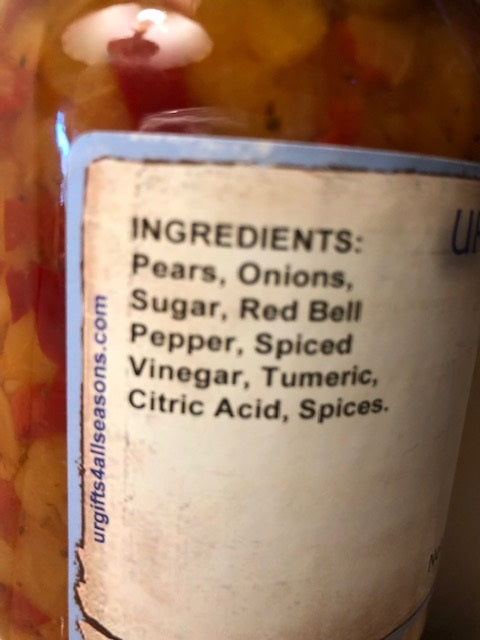 INGREDIENTS:
Pears, Onions,
Sugar, Red Bell
Pepper, Spiced
Vinegar, Tumeric,
Citric Acid, Spices.
urgifts4allseasons.com